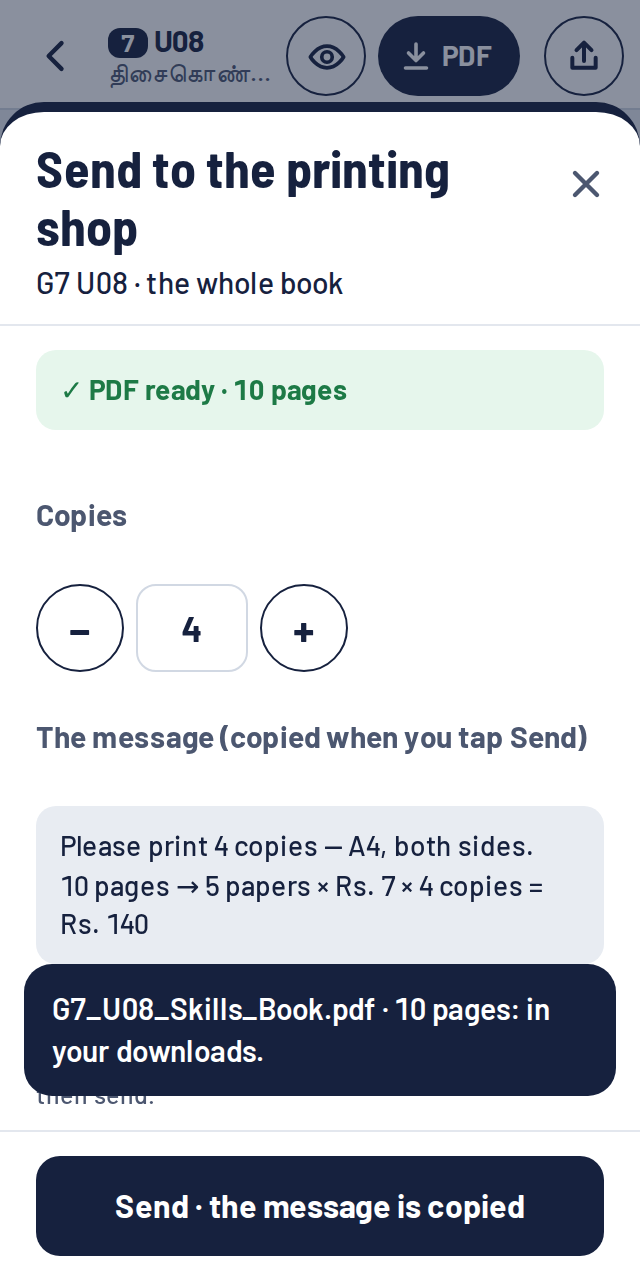 7 U08
திசைகொண்...
PDF
Send to the printing
shop
G7 U08 · the whole book
✓ PDF ready · 10 pages
Copies
− 4 +
The message (copied when you tap Send)
Please print 4 copies — A4, both sides.
10 pages → 5 papers × Rs. 7 × 4 copies =
Rs. 140
G7_U08_Skills_Book.pdf · 10 pages: in
your downloads.
then send.
Send · the message is copied